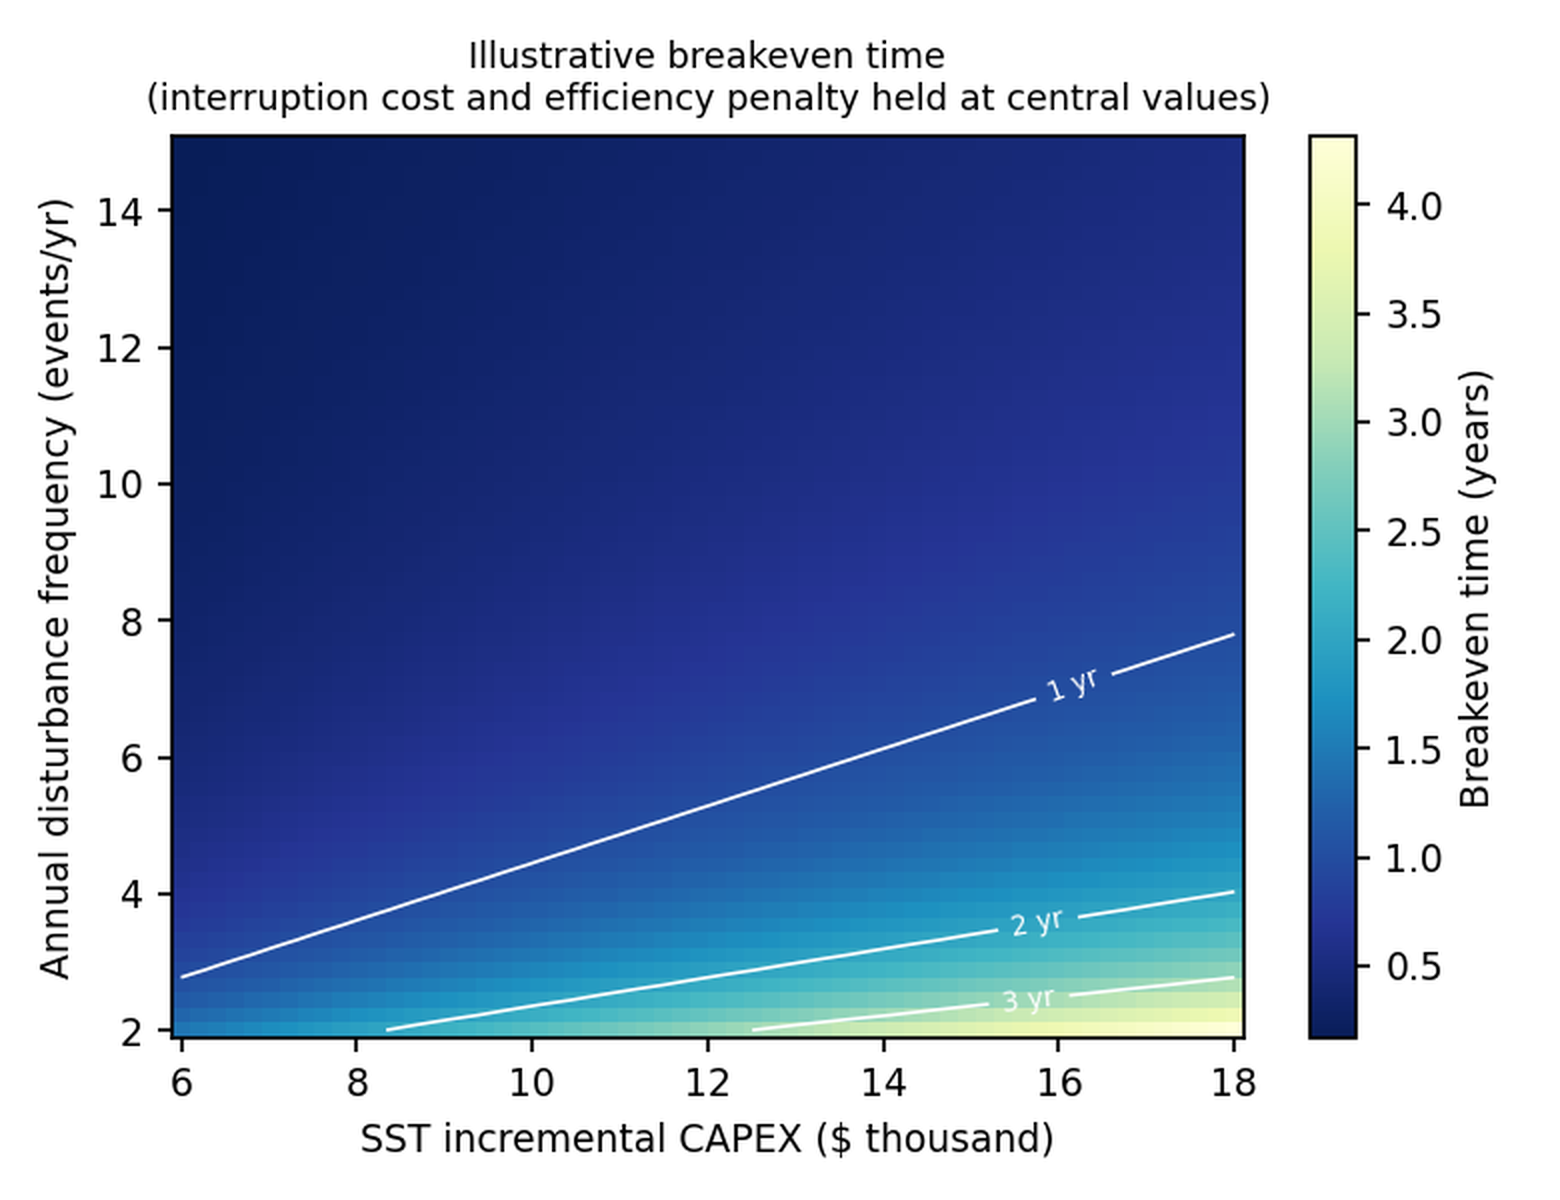 Illustrative breakeven time
(interruption cost and efficiency penalty held at central values)
Annual disturbance frequency (events/yr)
14
12
10
8
6
4
2
1 yr
2 yr
3 yr
6 8 10 12 14 16 18
SST incremental CAPEX ($ thousand)
4.0
3.5
3.0
2.5
2.0
1.5
1.0
0.5
Breakeven time (years)